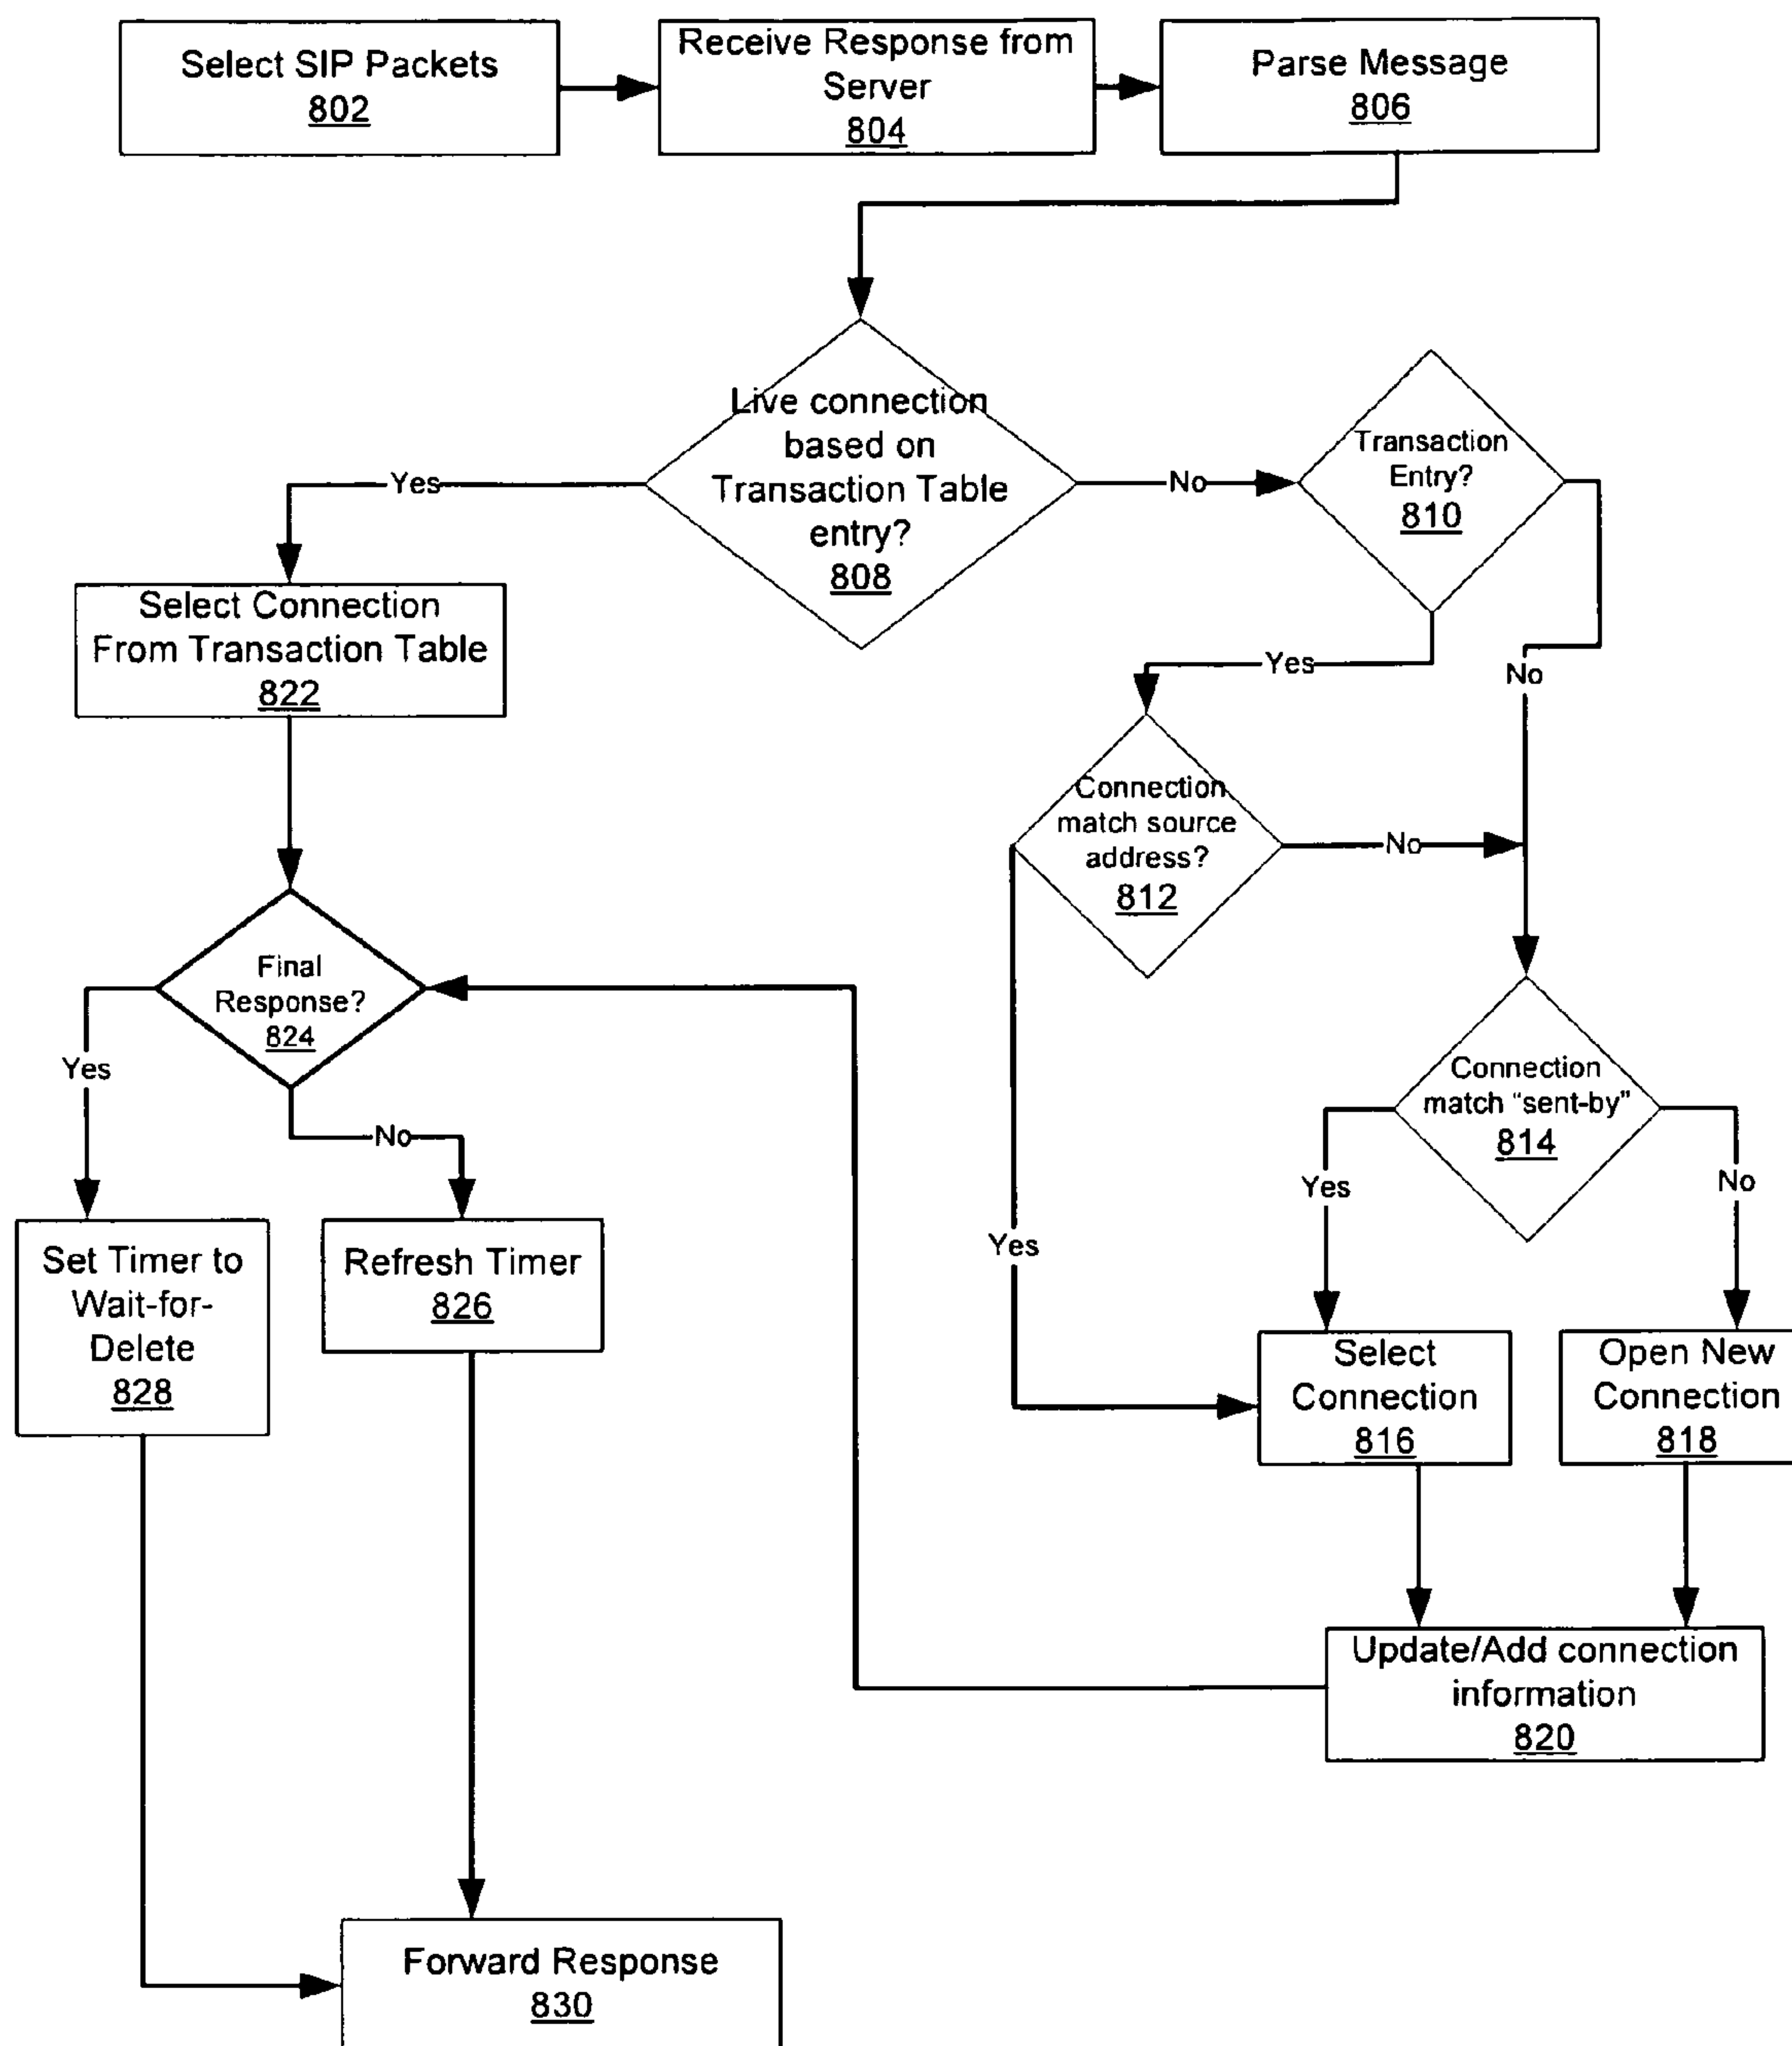 Select SIP Packets
802
Receive Response from
Server
804
Parse Message
806
Live connection
based on
Transaction Table
entry?
808
Yes
No
Transaction
Entry?
810
Yes
No
Select Connection
From Transaction Table
822
Connection
match source
address?
812
No
Yes
Final
Response?
824
Yes
No
Connection
match “sent-by”
814
Yes
No
Set Timer to
Wait-for-
Delete
828
Refresh Timer
826
Select
Connection
816
Open New
Connection
818
Update/Add connection
information
820
Forward Response
830